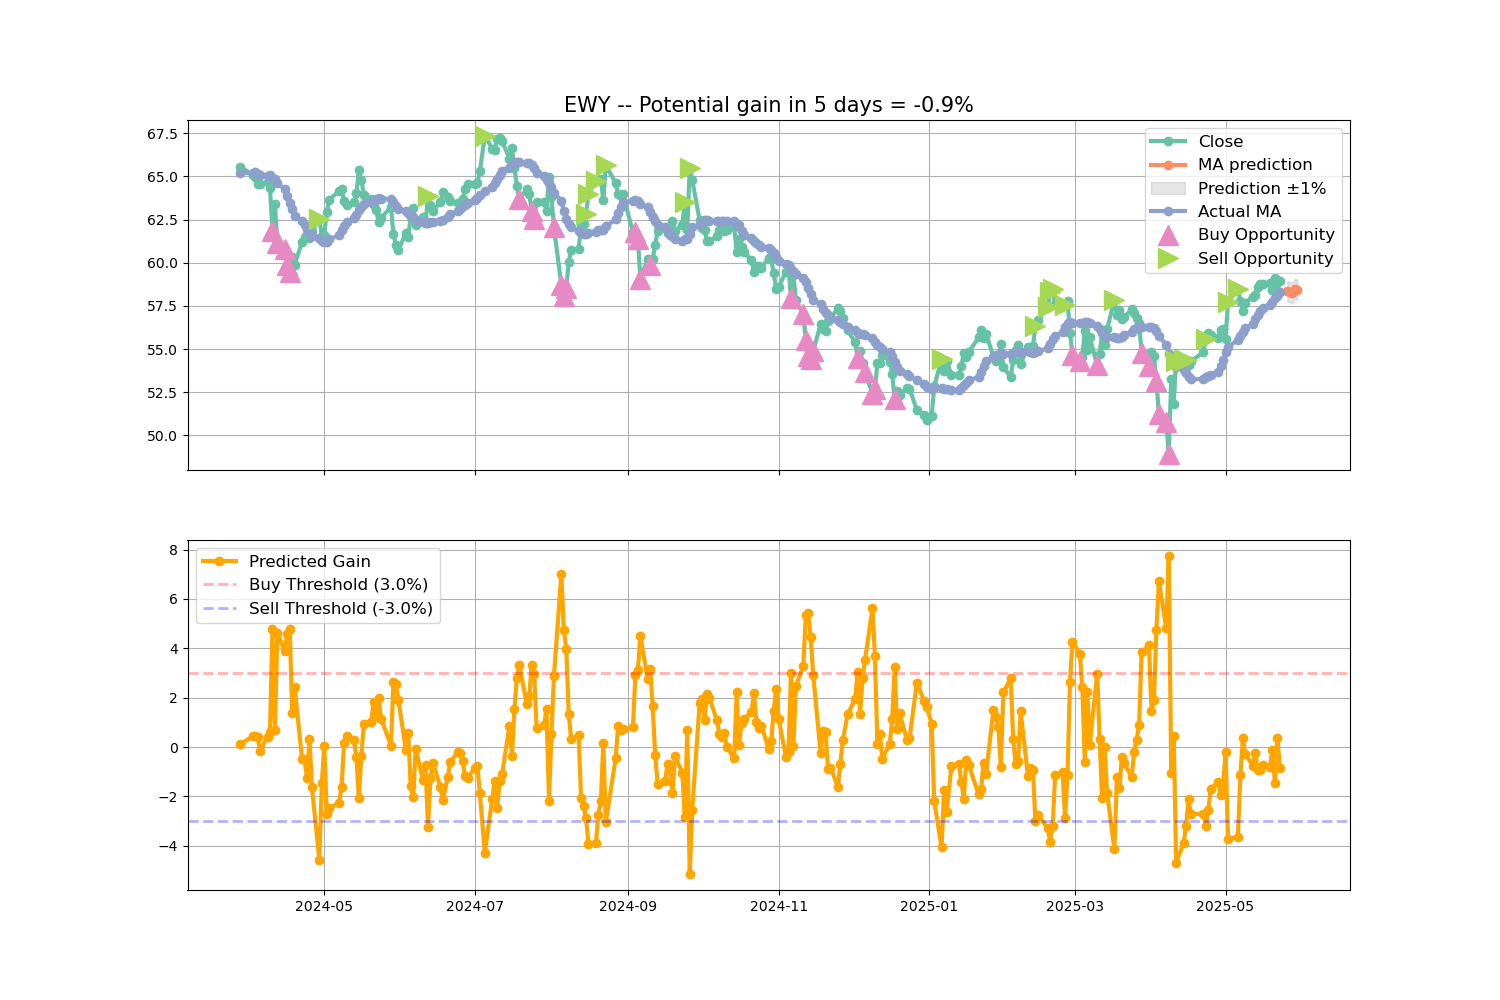 EWY -- Potential gain in 5 days = -0.9%
67.5
65.0
62.5
60.0
57.5
55.0
52.5
50.0
Close
MA prediction
Prediction ±1%
Actual MA
Buy Opportunity
Sell Opportunity
8
6
4
2
0
−2
−4
Predicted Gain
Buy Threshold (3.0%)
Sell Threshold (-3.0%)
2024-05
2024-07
2024-09
2024-11
2025-01
2025-03
2025-05